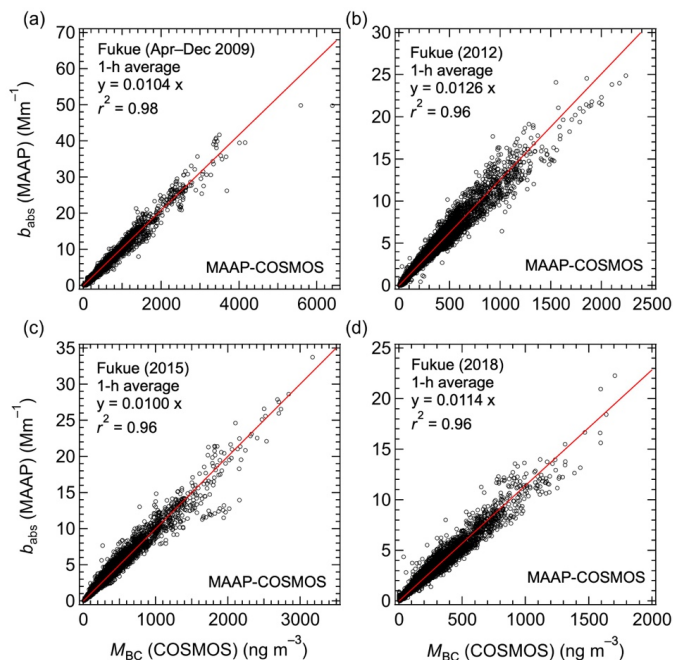 (a)
Fukue (Apr–Dec 2009)
1-h average
y = 0.0104 x
r² = 0.98
MAAP-COSMOS
b_abs (MAAP) (Mm⁻¹)
70
60
50
40
30
20
10
0
0 2000 4000 6000
(b)
Fukue (2012)
1-h average
y = 0.0126 x
r² = 0.96
MAAP-COSMOS
30
25
20
15
10
5
0
0 500 1000 1500 2000 2500
(c)
Fukue (2015)
1-h average
y = 0.0100 x
r² = 0.96
MAAP-COSMOS
b_abs (MAAP) (Mm⁻¹)
35
30
25
20
15
10
5
0
0 1000 2000 3000
M_BC (COSMOS) (ng m⁻³)
(d)
Fukue (2018)
1-h average
y = 0.0114 x
r² = 0.96
MAAP-COSMOS
25
20
15
10
5
0
0 500 1000 1500 2000
M_BC (COSMOS) (ng m⁻³)